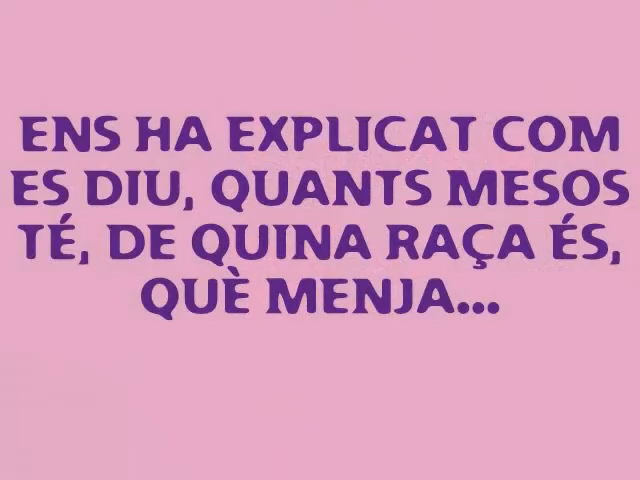 ENS HA EXPLICAT COM
ES DIU, QUANTS MESOS
TÉ, DE QUINA RAÇA ÉS,
QUÈ MENJA...